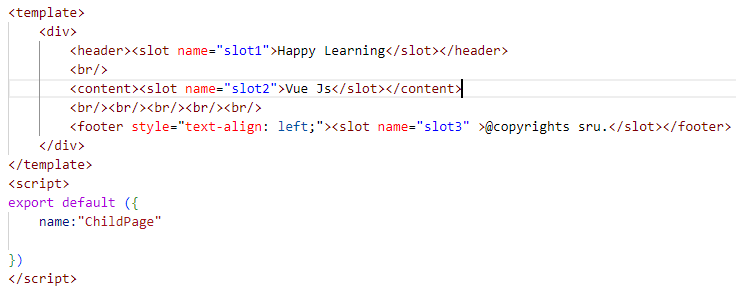 <template>
    <div>
        <header><slot name="slot1">Happy Learning</slot></header>
        <br/>
        <content><slot name="slot2">Vue Js</slot></content>
        <br/><br/><br/><br/><br/>
        <footer style="text-align: left;"><slot name="slot3" >@copyrights sru.</slot></footer>
    </div>
</template>
<script>
export default ({
    name:"ChildPage"

})
</script>